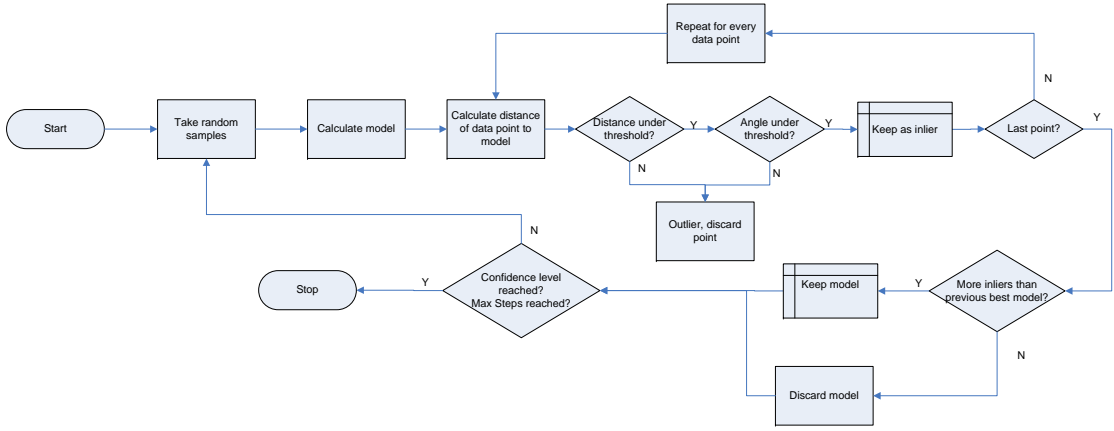 Repeat for every
data point
N
Start
Take random
samples
Calculate model
Calculate distance
of data point to
model
Distance under
threshold?
Y
Angle under
threshold?
Y
Keep as inlier
Last point?
Y
N
N
Outlier, discard
point
N
Confidence level
reached?
Max Steps reached?
Y
Stop
Keep model
Y
More inliers than
previous best model?
N
Discard model